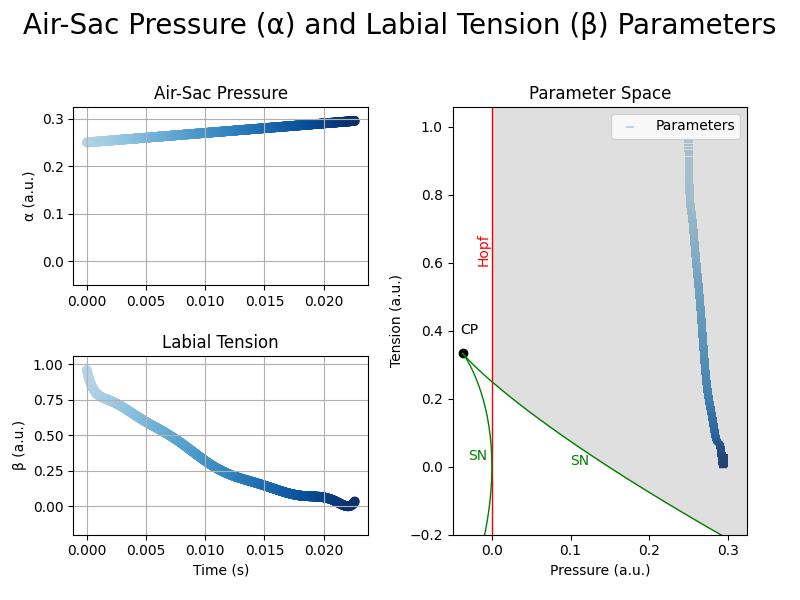 Air-Sac Pressure (α) and Labial Tension (β) Parameters
Air-Sac Pressure
α (a.u.)
0.3
0.2
0.1
0.0
0.000
0.005
0.010
0.015
0.020
Labial Tension
β (a.u.)
1.00
0.75
0.50
0.25
0.00
0.000
0.005
0.010
0.015
0.020
Time (s)
Parameter Space
Parameters
Tension (a.u.)
1.0
0.8
0.6
0.4
0.2
0.0
−0.2
Hopf
CP
SN
SN
0.0
0.1
0.2
0.3
Pressure (a.u.)